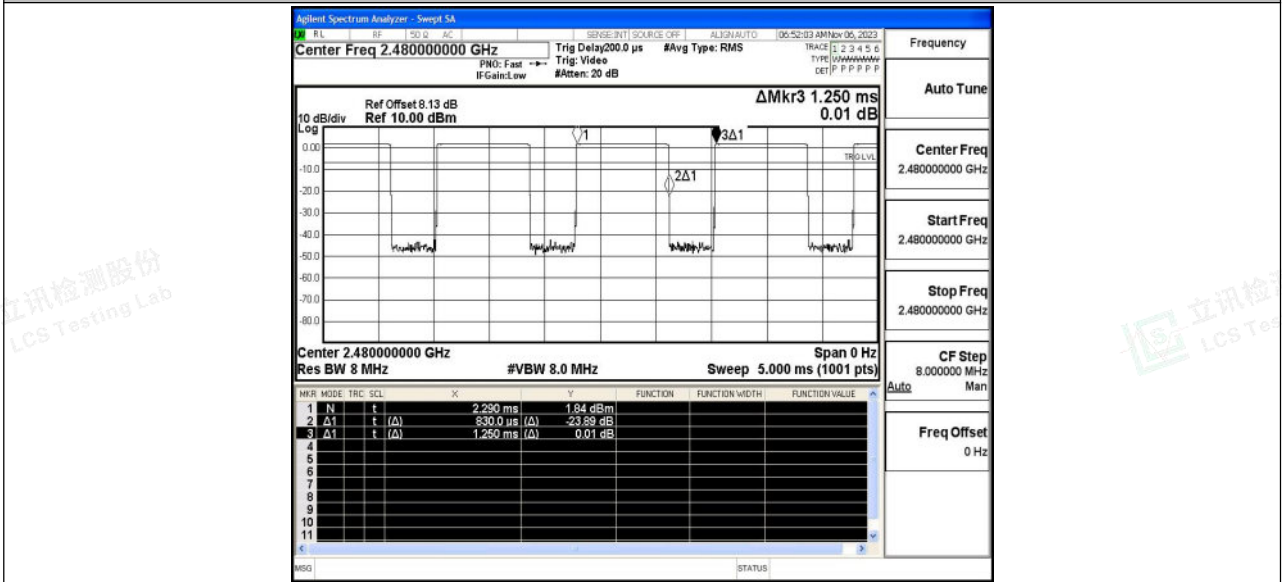 Agilent Spectrum Analyzer - Swept SA
RL RF 50 Ω AC SENSE:INT SOURCE OFF ALIGNAUTO 06:52:03 AMNov 06, 2023
Center Freq 2.480000000 GHz
PNO: Fast
IFGain:Low
Trig Delay200.0 µs
Trig: Video
#Atten: 20 dB
#Avg Type: RMS
TRACE 1 2 3 4 5 6
TYPE
DET P P P P P P
Frequency
ΔMkr3 1.250 ms
0.01 dB
Ref Offset 8.13 dB
10 dB/div Ref 10.00 dBm
Log
1
3Δ1
2Δ1
TRIG LVL
0.00
-10.0
-20.0
-30.0
-40.0
-50.0
-60.0
-70.0
-80.0
Center 2.480000000 GHz Span 0 Hz
Res BW 8 MHz #VBW 8.0 MHz Sweep 5.000 ms (1001 pts)
MKR MODE TRC SCL X Y FUNCTION FUNCTION WIDTH FUNCTION VALUE
1 N t 2.290 ms 1.84 dBm
2 Δ1 t (Δ) 830.0 µs (Δ) -23.89 dB
3 Δ1 t (Δ) 1.250 ms (Δ) 0.01 dB
4
5
6
7
8
9
10
11
MSG STATUS
Auto Tune
Center Freq
2.480000000 GHz
Start Freq
2.480000000 GHz
Stop Freq
2.480000000 GHz
CF Step
8.000000 MHz
Auto Man
Freq Offset
0 Hz
立讯检测股份
LCS Testing Lab
立讯检
LCS Tes